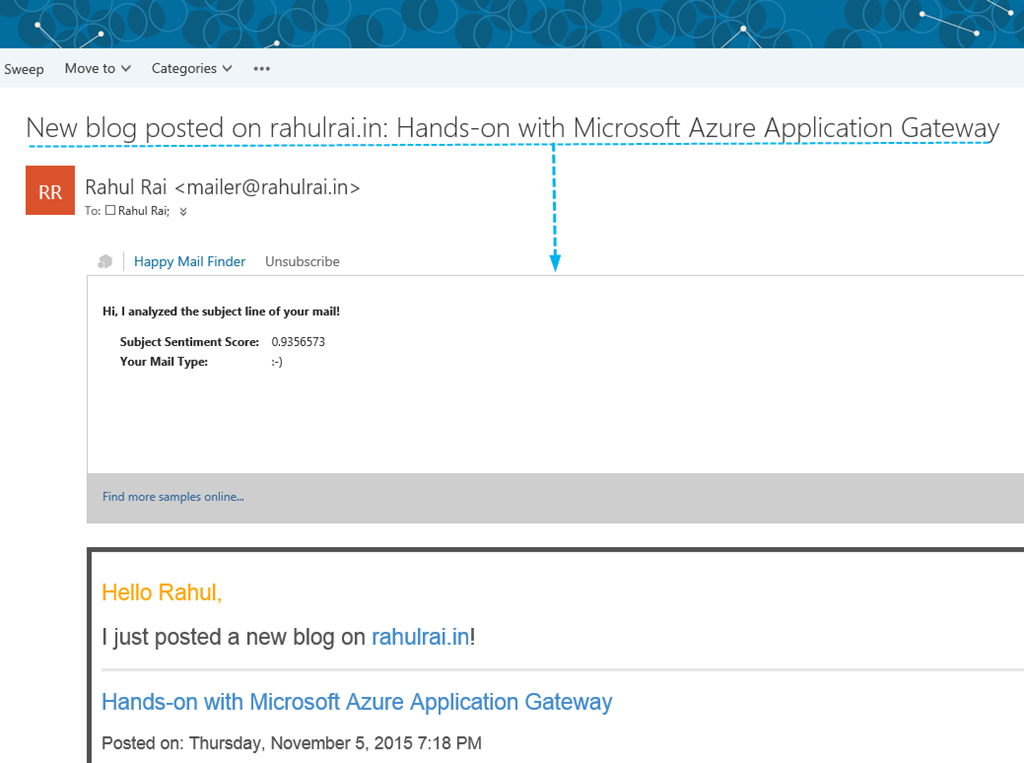 Sweep Move to Categories •••
New blog posted on rahulrai.in: Hands-on with Microsoft Azure Application Gateway
RR
Rahul Rai <mailer@rahulrai.in>
To: Rahul Rai;
Happy Mail Finder Unsubscribe
Hi, I analyzed the subject line of your mail!
Subject Sentiment Score: 0.9356573
Your Mail Type: :-)
Find more samples online...
Hello Rahul,
I just posted a new blog on rahulrai.in!
Hands-on with Microsoft Azure Application Gateway
Posted on: Thursday, November 5, 2015 7:18 PM